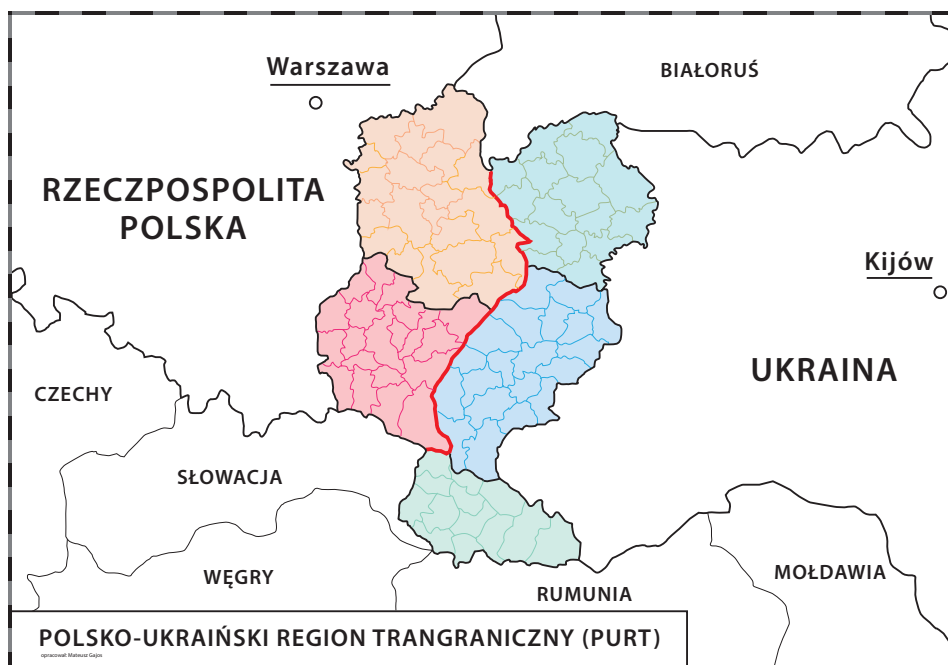 Warszawa
BIAŁORUŚ
RZECZPOSPOLITA
POLSKA
Kijów
UKRAINA
CZECHY
SŁOWACJA
WĘGRY
RUMUNIA
MOŁDAWIA
POLSKO-UKRAIŃSKI REGION TRANGRANICZNY (PURT)
opracował: Mateusz Gajos